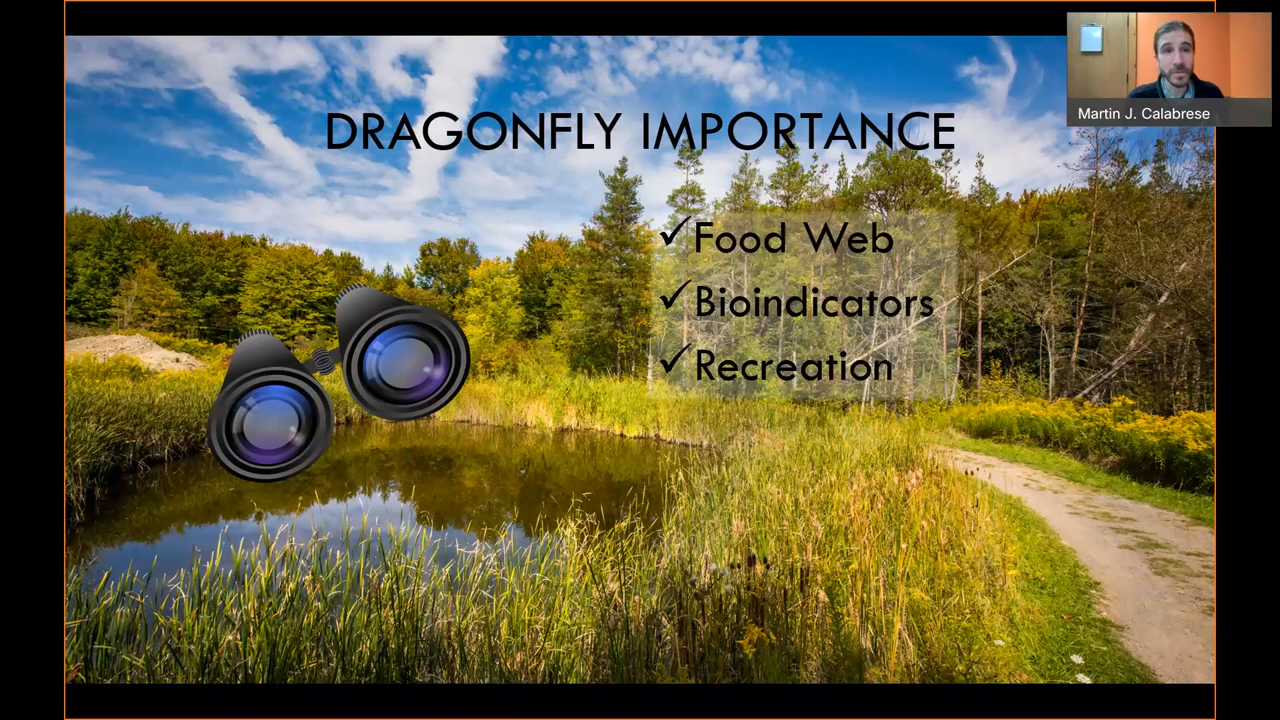 Martin J. Calabrese
DRAGONFLY IMPORTANCE
✓Food Web
✓Bioindicators
✓Recreation